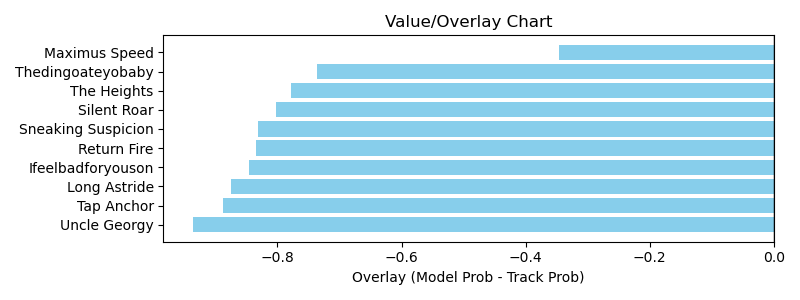 Value/Overlay Chart
Maximus Speed
Thedingoateyobaby
The Heights
Silent Roar
Sneaking Suspicion
Return Fire
Ifeelbadforyouson
Long Astride
Tap Anchor
Uncle Georgy
−0.8 −0.6 −0.4 −0.2 0.0
Overlay (Model Prob - Track Prob)